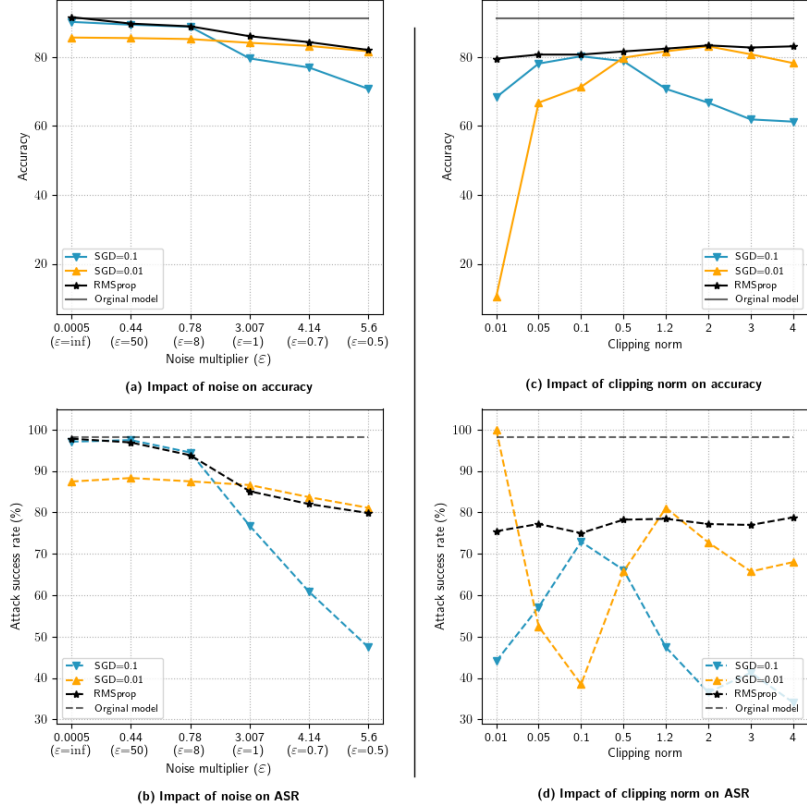 80
60
40
20
Accuracy
SGD=0.1
SGD=0.01
RMSprop
Orginal model
0.0005 0.44 0.78 3.007 4.14 5.6
(ε=inf) (ε=50) (ε=8) (ε=1) (ε=0.7) (ε=0.5)
Noise multiplier (ε)
(a) Impact of noise on accuracy
100
90
80
70
60
50
40
30
Attack success rate (%)
SGD=0.1
SGD=0.01
RMSprop
Orginal model
0.0005 0.44 0.78 3.007 4.14 5.6
(ε=inf) (ε=50) (ε=8) (ε=1) (ε=0.7) (ε=0.5)
Noise multiplier (ε)
(b) Impact of noise on ASR
80
60
40
20
Accuracy
SGD=0.1
SGD=0.01
RMSprop
Orginal model
0.01 0.05 0.1 0.5 1.2 2 3 4
Clipping norm
(c) Impact of clipping norm on accuracy
100
90
80
70
60
50
40
30
Attack success rate (%)
SGD=0.1
SGD=0.01
RMSprop
Orginal model
0.01 0.05 0.1 0.5 1.2 2 3 4
Clipping norm
(d) Impact of clipping norm on ASR